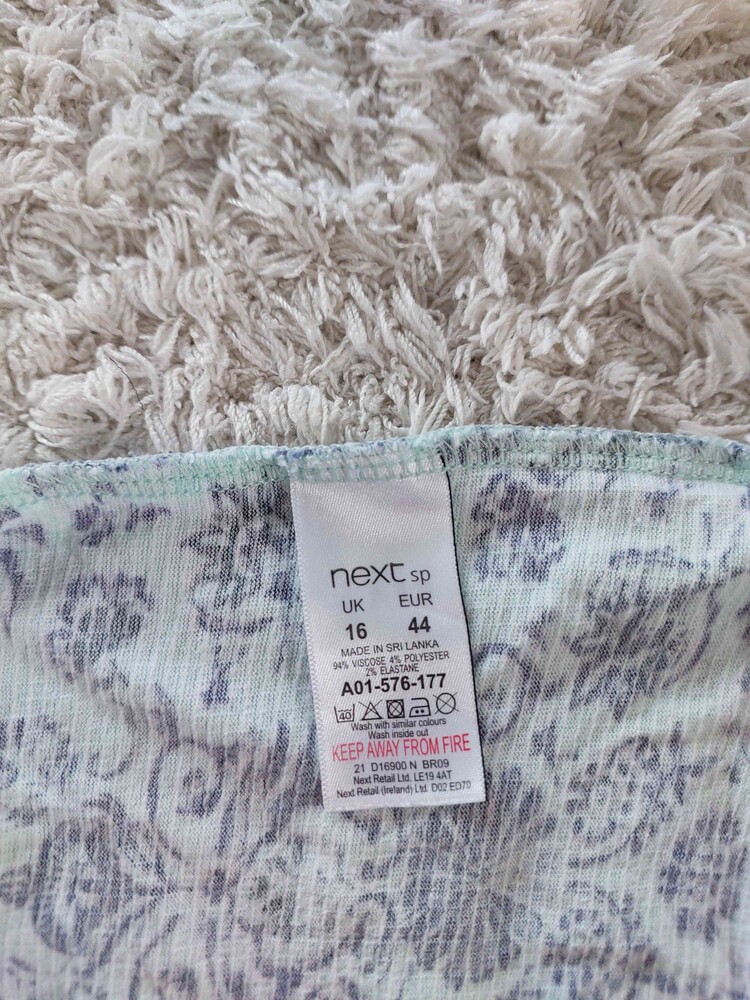 next sp
UK EUR
16 44
MADE IN SRI LANKA
94% VISCOSE 4% POLYESTER
2% ELASTANE
A01-576-177
40
Wash with similar colours
Wash inside out
KEEP AWAY FROM FIRE
21 D16900 N BR09
Next Retail Ltd. LE19 4AT
Next Retail (Ireland) Ltd. D02 ED70